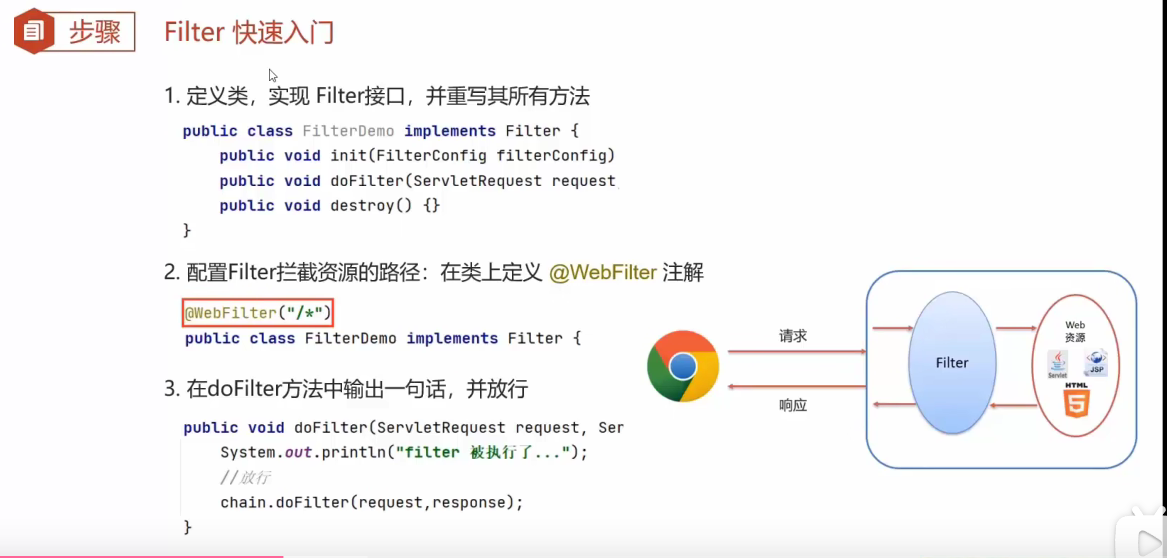 步骤
Filter 快速入门
1. 定义类，实现 Filter接口，并重写其所有方法
public class FilterDemo implements Filter {
public void init(FilterConfig filterConfig)
public void doFilter(ServletRequest request
public void destroy() {}
}
2. 配置Filter拦截资源的路径：在类上定义 @WebFilter 注解
@WebFilter("/*")
public class FilterDemo implements Filter {
3. 在doFilter方法中输出一句话，并放行
public void doFilter(ServletRequest request, Ser
System.out.println("filter 被执行了...");
//放行
chain.doFilter(request,response);
}
请求
响应
Filter
Web
资源
Servlet
JSP
HTML
5